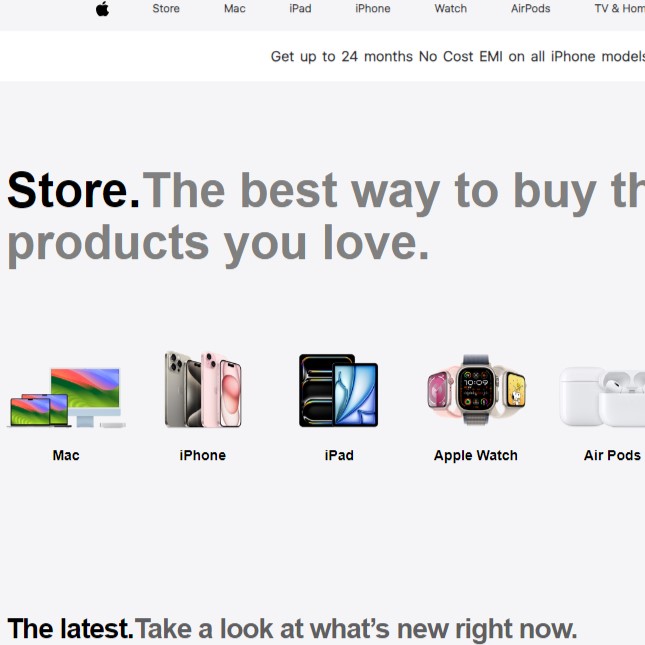 Store Mac iPad iPhone Watch AirPods TV & Hom
Get up to 24 months No Cost EMI on all iPhone models
Store.The best way to buy th
products you love.
Mac iPhone iPad Apple Watch Air Pods
The latest.Take a look at what’s new right now.